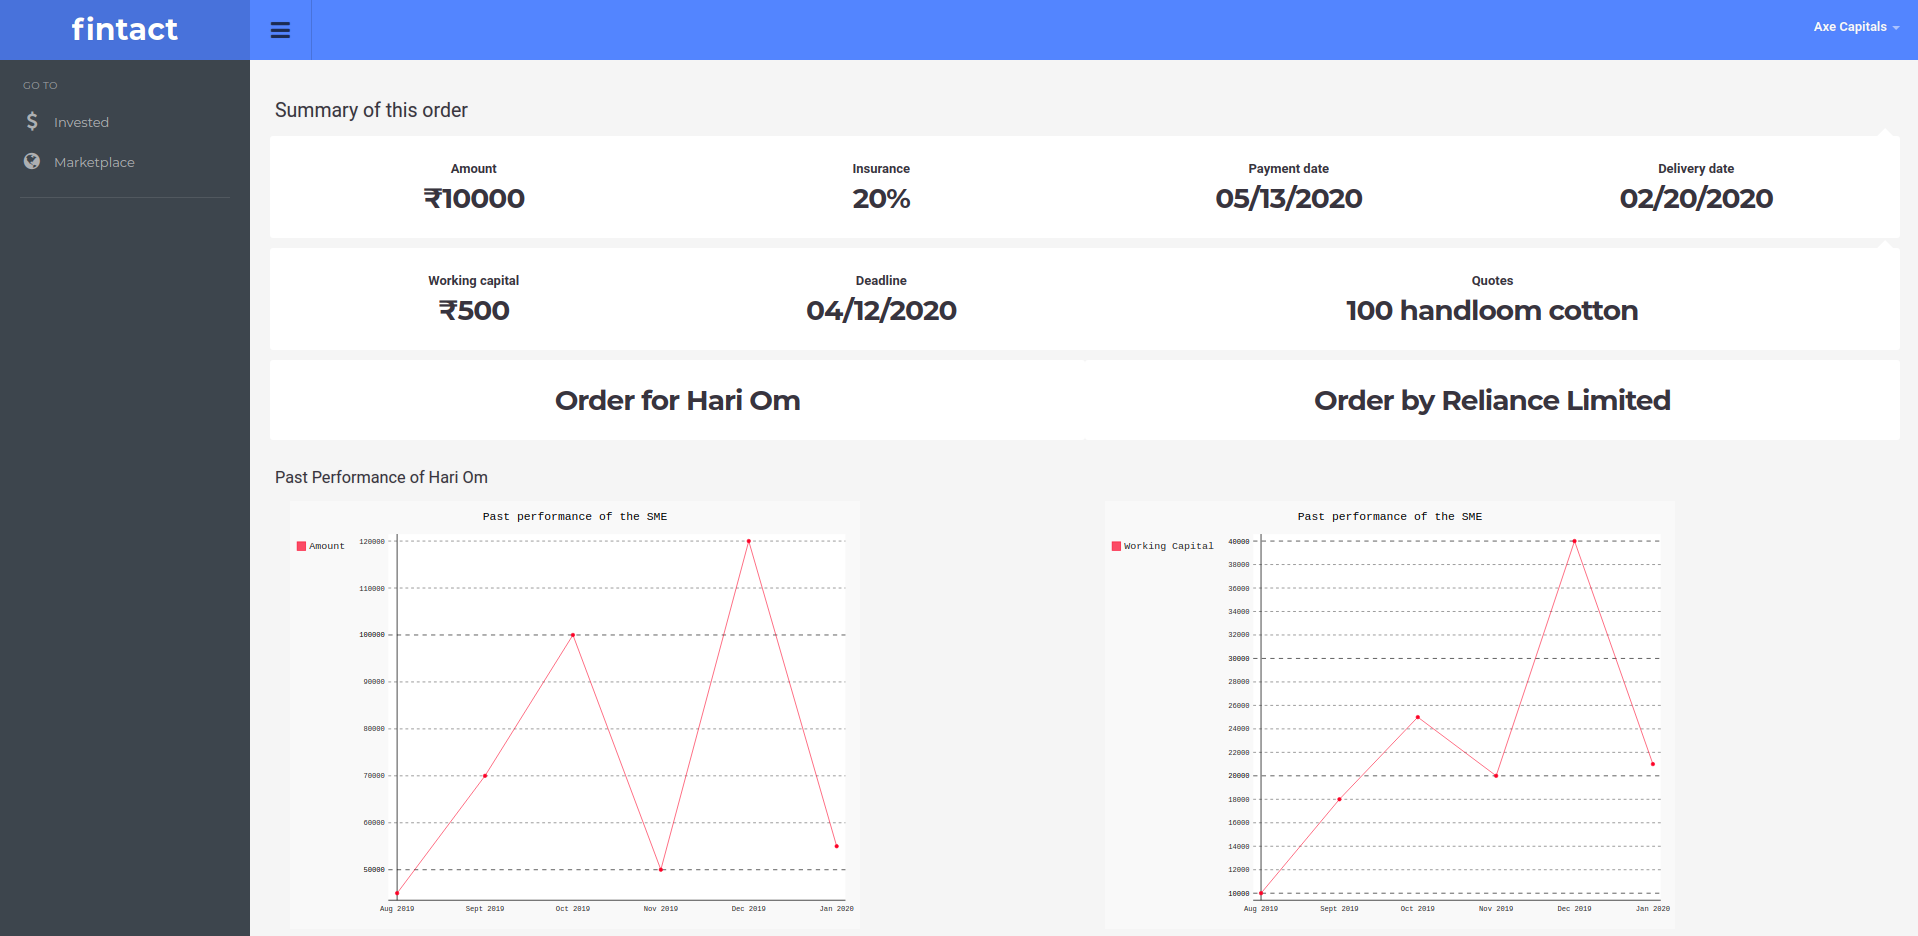 fintact
Axe Capitals
GO TO
Invested
Marketplace
Summary of this order
Amount
₹10000
Insurance
20%
Payment date
05/13/2020
Delivery date
02/20/2020
Working capital
₹500
Deadline
04/12/2020
Quotes
100 handloom cotton
Order for Hari Om
Order by Reliance Limited
Past Performance of Hari Om
Past performance of the SME
Amount
120000
110000
100000
90000
80000
70000
60000
50000
Aug 2019 Sept 2019 Oct 2019 Nov 2019 Dec 2019 Jan 2020
Past performance of the SME
Working Capital
40000
38000
36000
34000
32000
30000
28000
26000
24000
22000
20000
18000
16000
14000
12000
10000
Aug 2019 Sept 2019 Oct 2019 Nov 2019 Dec 2019 Jan 2020